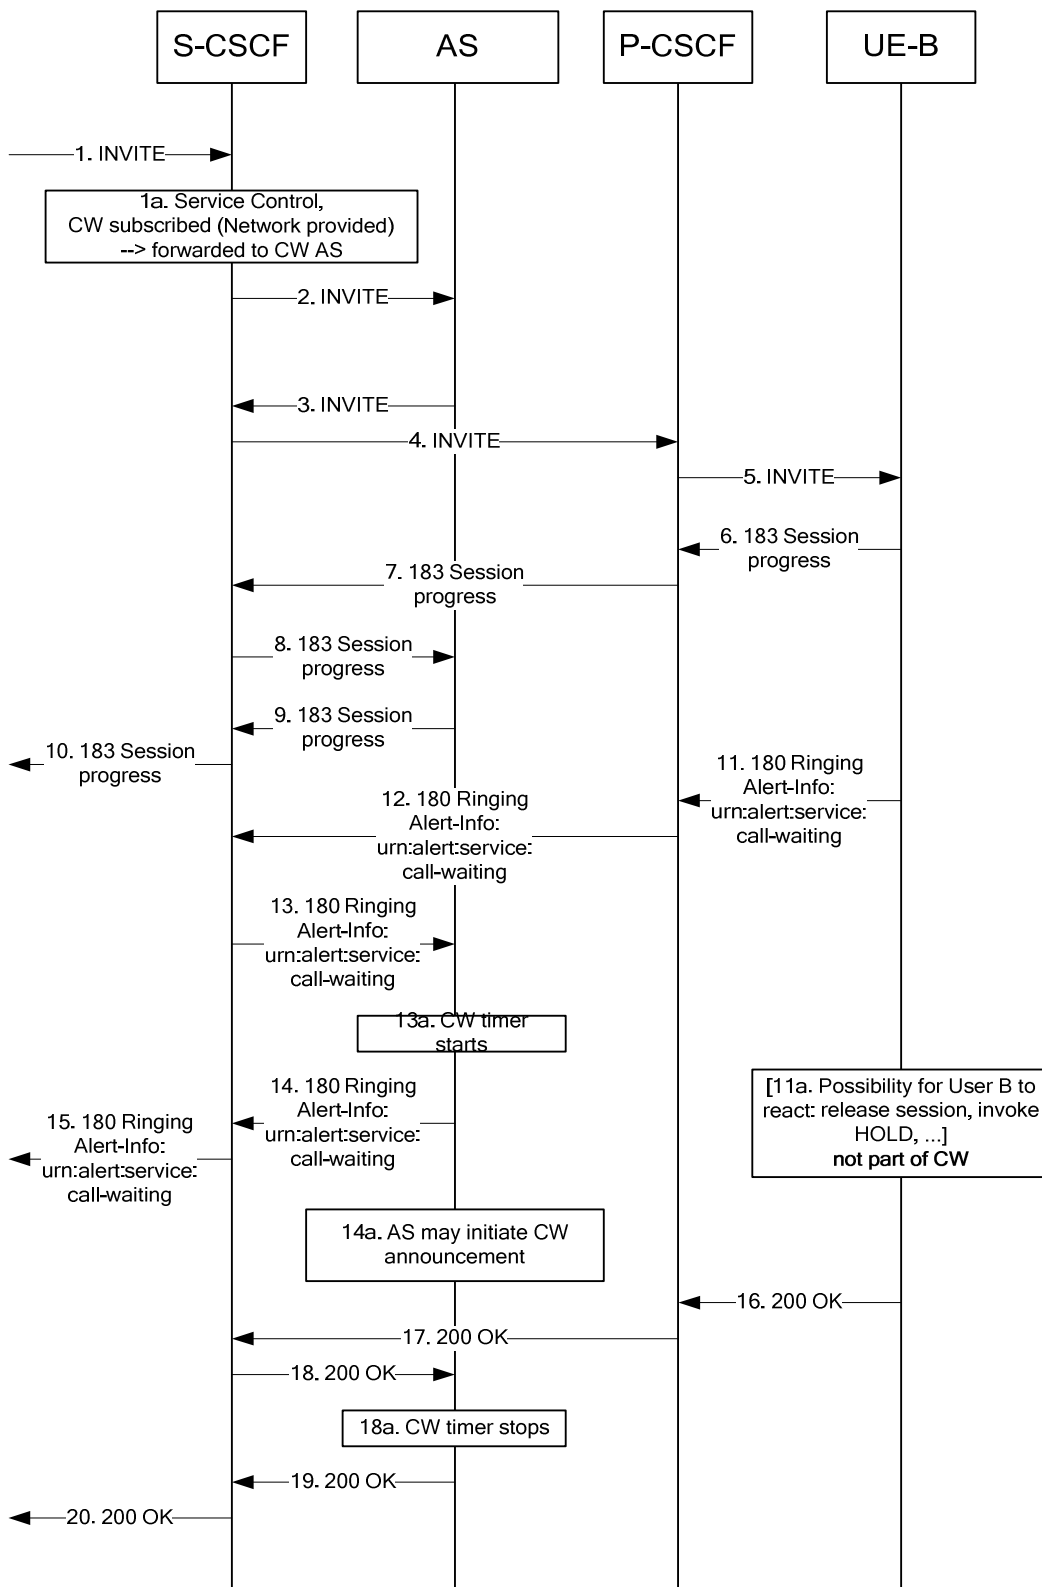 S-CSCF
AS
P-CSCF
UE-B
1. INVITE
1a. Service Control,
CW subscribed (Network provided)
--> forwarded to CW AS
2. INVITE
3. INVITE
4. INVITE
5. INVITE
6. 183 Session
progress
7. 183 Session
progress
8. 183 Session
progress
9. 183 Session
progress
10. 183 Session
progress
11. 180 Ringing
Alert-Info:
urn:alert:service:
call-waiting
12. 180 Ringing
Alert-Info:
urn:alert:service:
call-waiting
13. 180 Ringing
Alert-Info:
urn:alert:service:
call-waiting
13a. CW timer
starts
[11a. Possibility for User B to
react: release session, invoke
HOLD, ...]
not part of CW
14. 180 Ringing
Alert-Info:
urn:alert:service:
call-waiting
15. 180 Ringing
Alert-Info:
urn:alert:service:
call-waiting
14a. AS may initiate CW
announcement
16. 200 OK
17. 200 OK
18. 200 OK
18a. CW timer stops
19. 200 OK
20. 200 OK